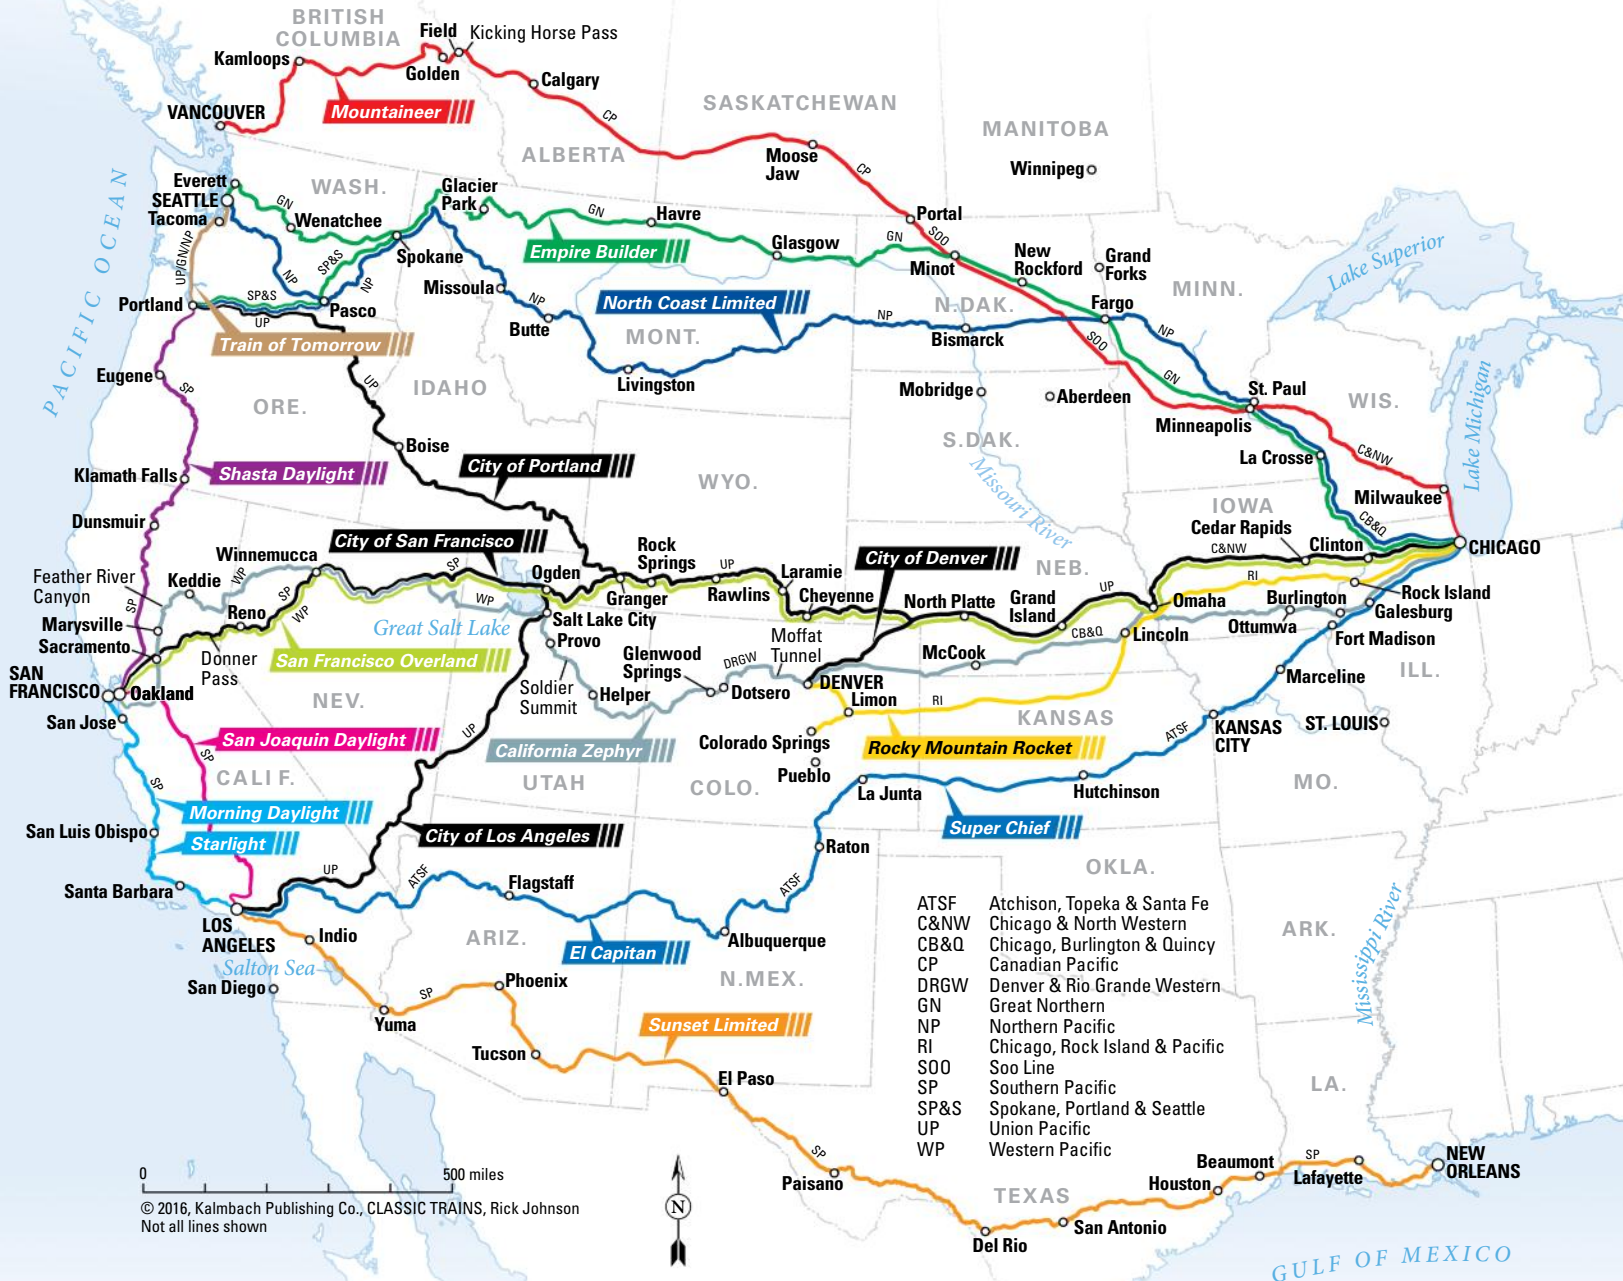 BRITISH
COLUMBIA
Field
Kicking Horse Pass
Kamloops
Golden
Calgary
VANCOUVER
Mountaineer
CP
SASKATCHEWAN
MANITOBA
ALBERTA
Moose
Jaw
CP
Winnipeg
PACIFIC OCEAN
Everett
SEATTLE
Tacoma
WASH.
GN
Wenatchee
Glacier
Park
GN
Havre
Portal
SOO
Empire Builder
Glasgow
GN
Minot
New
Rockford
Grand
Forks
Lake Superior
UP/GN/NP
NP
SP&S
NP
Spokane
Missoula
NP
North Coast Limited
N.DAK.
Fargo
MINN.
Portland
SP&S
UP
Pasco
Butte
MONT.
NP
Bismarck
NP
SOO
Train of Tomorrow
Eugene
SP
UP
IDAHO
Livingston
Mobridge
Aberdeen
GN
St. Paul
WIS.
Lake Michigan
ORE.
Minneapolis
S.DAK.
Boise
La Crosse
C&NW
Klamath Falls
Shasta Daylight
City of Portland
WYO.
Missouri River
Milwaukee
Dunsmuir
IOWA
Cedar Rapids
Clinton
CB&Q
City of San Francisco
CHICAGO
Winnemucca
SP
Ogden
Rock
Springs
UP
City of Denver
C&NW
Feather River
Canyon
Keddie
WP
SP
WP
WP
Granger
Rawlins
Laramie
Cheyenne
NEB.
UP
RI
Rock Island
SP
Reno
Marysville
Sacramento
Great Salt Lake
Salt Lake City
North Platte
Grand
Island
Omaha
Burlington
Galesburg
CB&Q
Lincoln
Ottumwa
Fort Madison
Provo
Moffat
Tunnel
McCook
Donner
Pass
San Francisco Overland
Glenwood
Springs
DRGW
SAN
FRANCISCO
Oakland
Soldier
Summit
Helper
Dotsero
DENVER
Limon
RI
Marceline
ILL.
NEV.
KANSAS
San Jose
San Joaquin Daylight
SP
UP
California Zephyr
Colorado Springs
Rocky Mountain Rocket
ATSF
KANSAS
CITY
ST. LOUIS
Pueblo
SP
CALIF.
UTAH
COLO.
La Junta
Hutchinson
MO.
Morning Daylight
Starlight
San Luis Obispo
City of Los Angeles
Super Chief
Raton
Santa Barbara
UP
ATSF
Flagstaff
ATSF
OKLA.
LOS
ANGELES
Indio
ARIZ.
El Capitan
Albuquerque
ARK.
Mississippi River
Salton Sea
San Diego
SP
Phoenix
N.MEX.
Yuma
Sunset Limited
Tucson
El Paso
LA.
ATSF Atchison, Topeka & Santa Fe
C&NW Chicago & North Western
CB&Q Chicago, Burlington & Quincy
CP Canadian Pacific
DRGW Denver & Rio Grande Western
GN Great Northern
NP Northern Pacific
RI Chicago, Rock Island & Pacific
SOO Soo Line
SP Southern Pacific
SP&S Spokane, Portland & Seattle
UP Union Pacific
WP Western Pacific
SP
Paisano
TEXAS
Beaumont
Houston
SP
Lafayette
NEW
ORLEANS
San Antonio
Del Rio
GULF OF MEXICO
0 500 miles
N
© 2016, Kalmbach Publishing Co., CLASSIC TRAINS, Rick Johnson
Not all lines shown